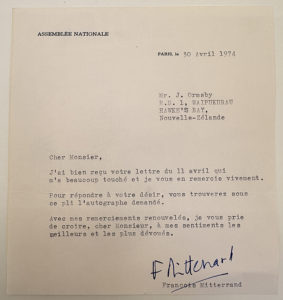 ASSEMBLÉE NATIONALE
PARIS, le 30 Avril 1974
Mr. J. Ormsby
R.D. 1, WAIPUKURAU
HAWKE'S BAY,
Nouvelle-Zélande
Cher Monsieur,
J'ai bien reçu votre lettre du 11 avril qui
m'a beaucoup touché et je vous en remercie vivement.
Pour répondre à votre désir, vous trouverez sous
ce pli l'autographe demandé.
Avec mes remerciements renouvelés, je vous prie
de croire, cher Monsieur, à mes sentiments les
meilleurs et les plus dévoués.
F Mitterrand
François Mitterrand